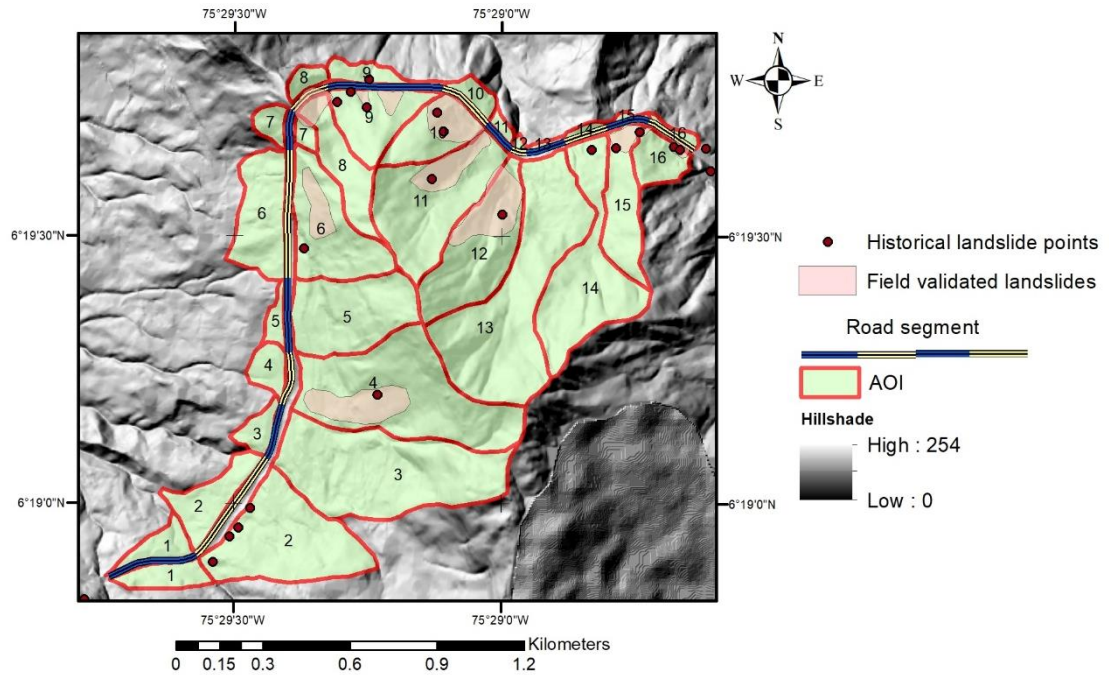 75°29'30"W 75°29'0"W
N
W E
S
8
9
10
9
7
7
10
11
12
13
14
15
16
16
8
11
6
6
15
12
14
5
5
13
4
4
3
3
2
2
1
1
6°19'30"N
6°19'30"N
6°19'0"N
6°19'0"N
75°29'30"W 75°29'0"W
Historical landslide points
Field validated landslides
Road segment
AOI
Hillshade
High : 254
Low : 0
Kilometers
0 0.15 0.3 0.6 0.9 1.2